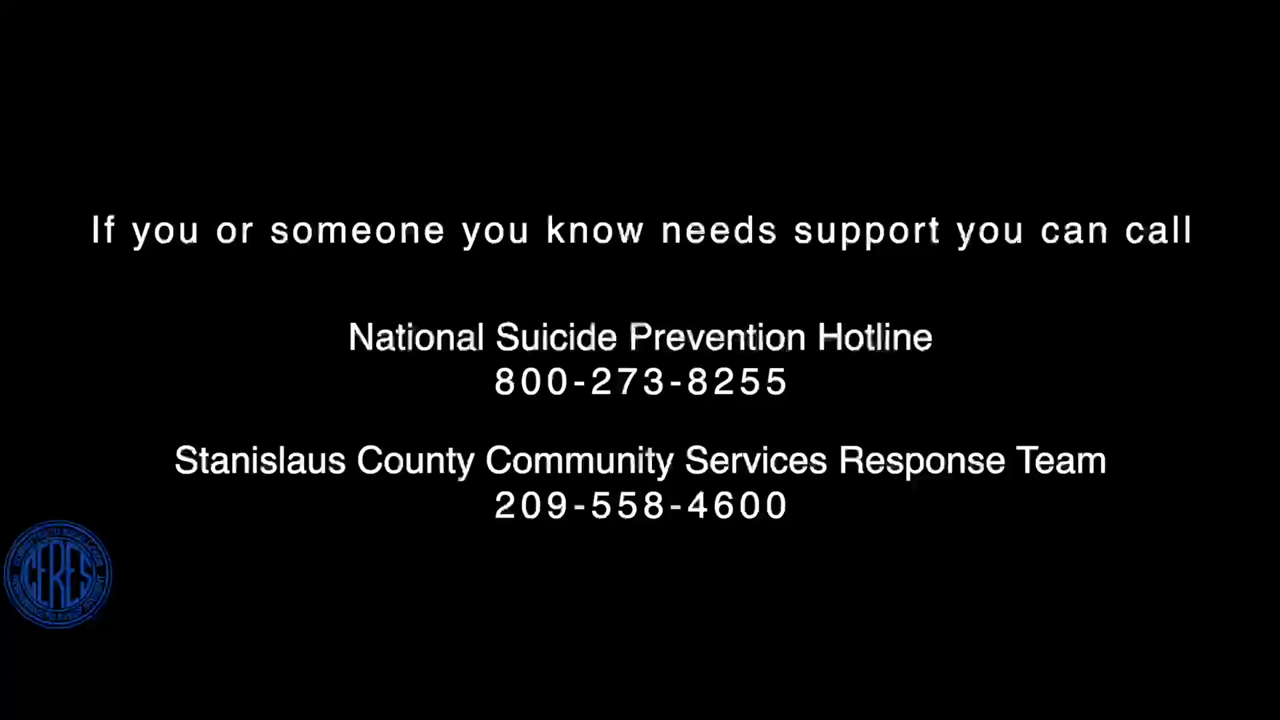 If you or someone you know needs support you can call
National Suicide Prevention Hotline
800-273-8255
Stanislaus County Community Services Response Team
209-558-4600
CERES